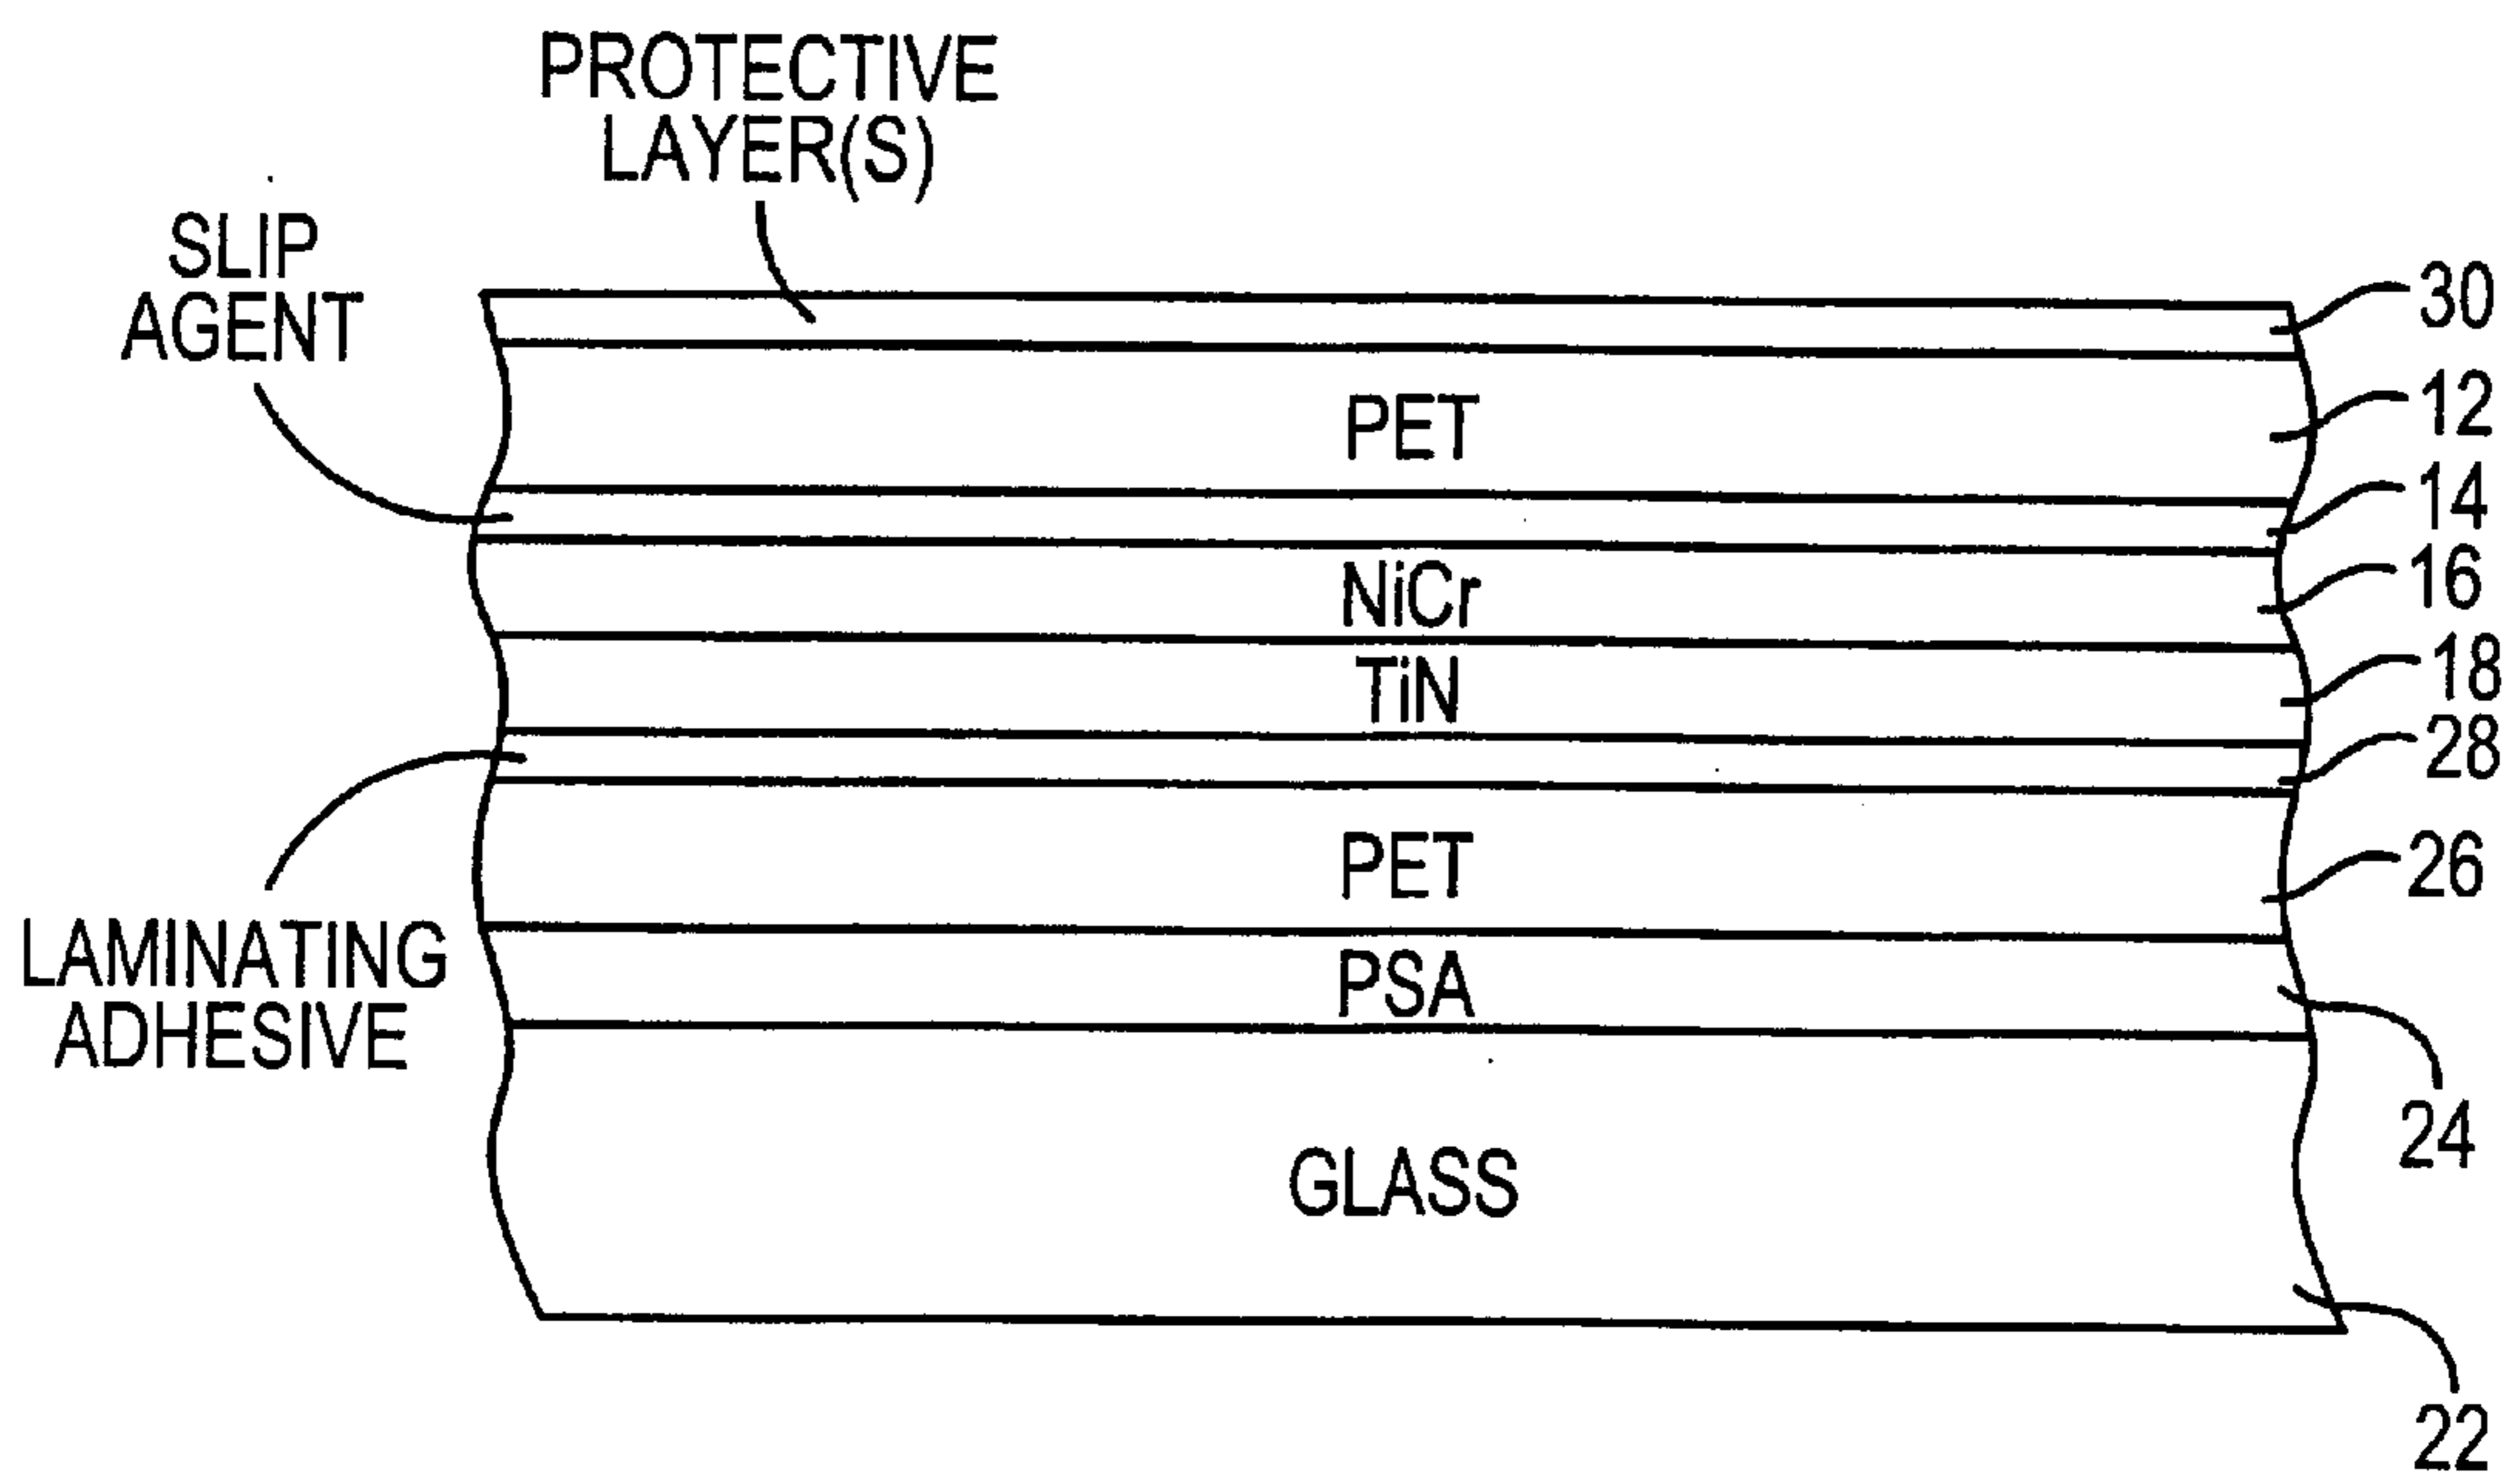 PROTECTIVE
LAYER(S)
SLIP
AGENT
30
PET
12
14
NiCr
16
TiN
18
28
PET
26
LAMINATING
ADHESIVE
PSA
24
GLASS
22